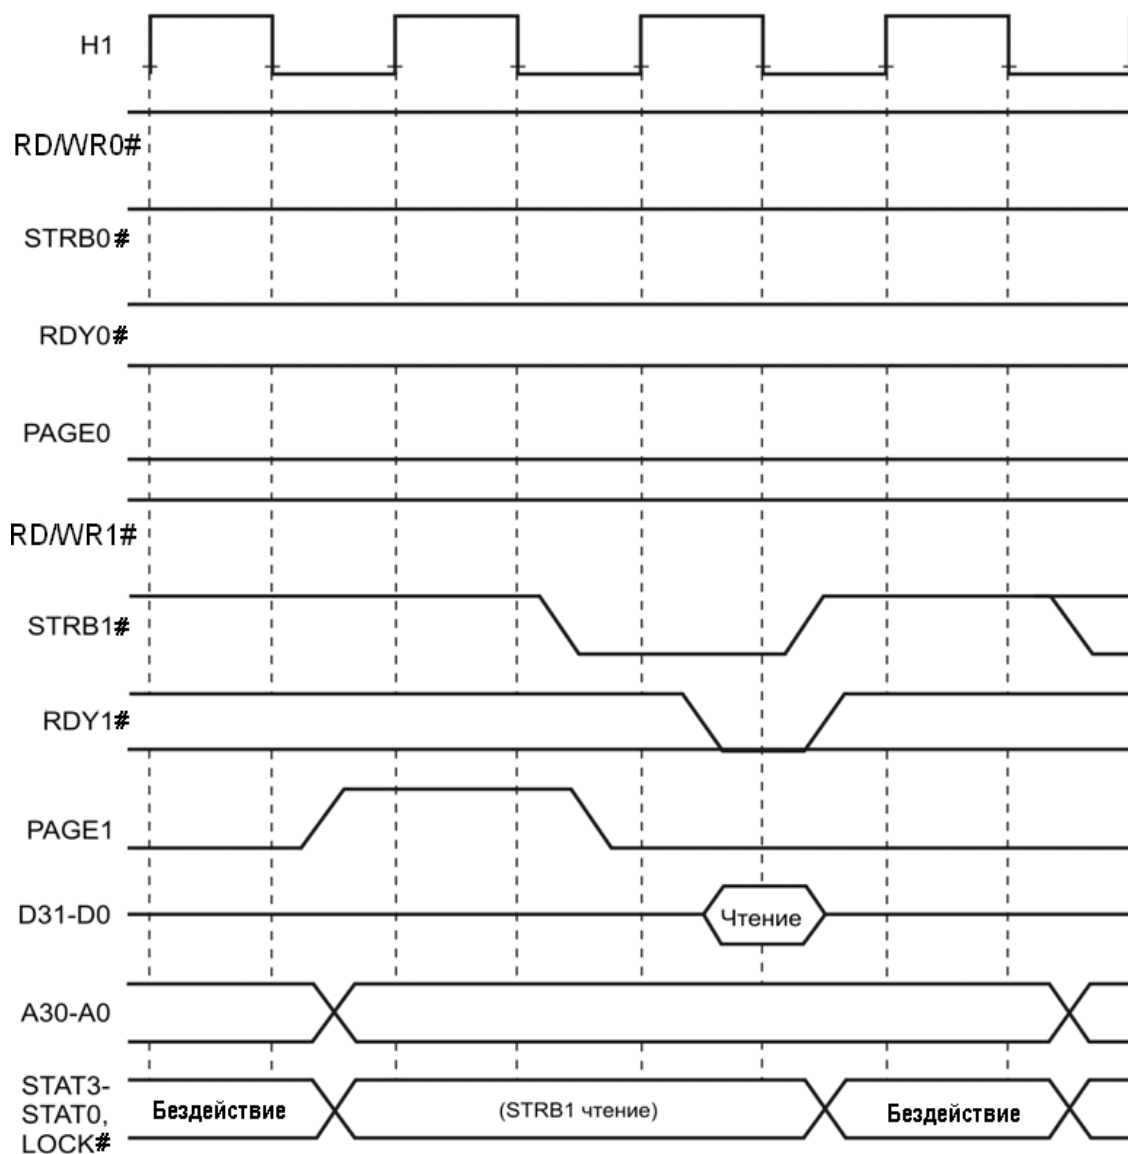 H1
RD/WR0#
STRB0#
RDY0#
PAGE0
RD/WR1#
STRB1#
RDY1#
PAGE1
D31-D0
Чтение
A30-A0
STAT3-
STAT0,
LOCK#
Бездействие
(STRB1 чтение)
Бездействие